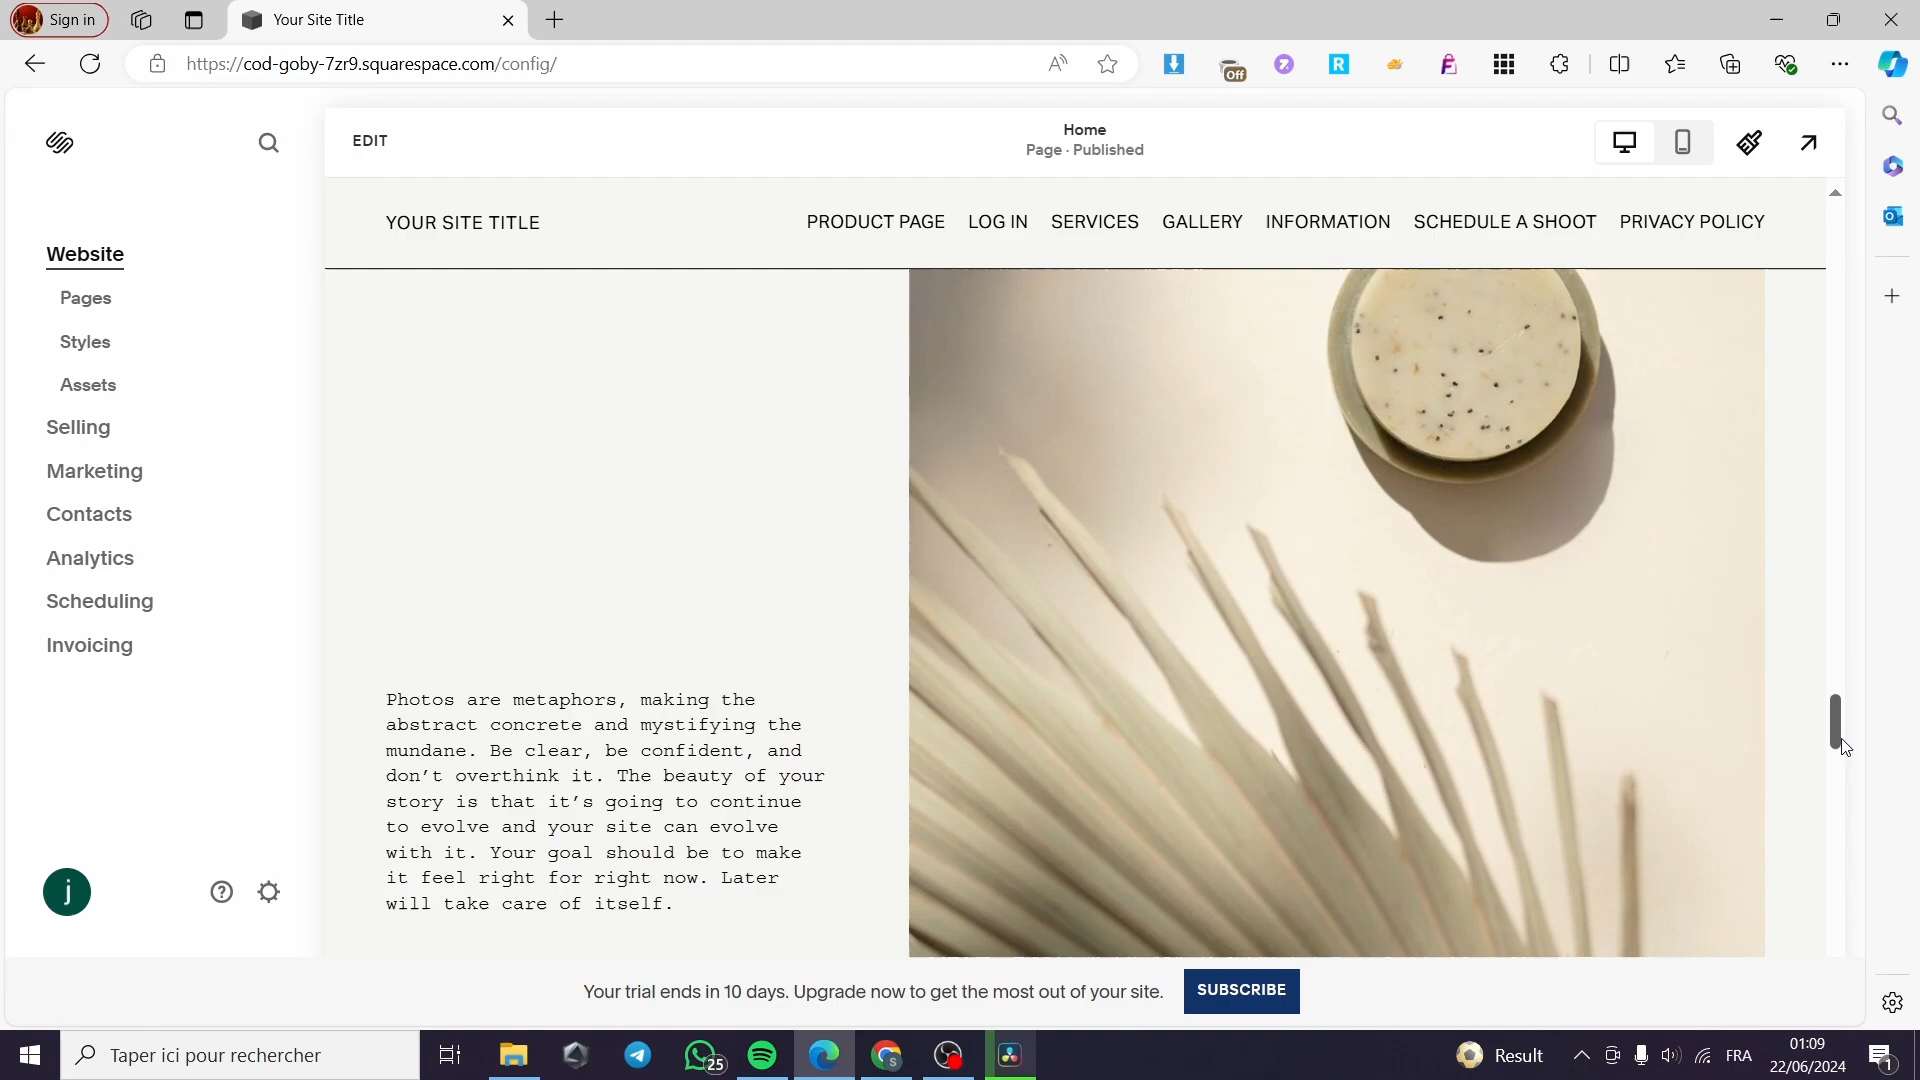 Sign in
Your Site Title
https://cod-goby-7zr9.squarespace.com/config/
Off
EDIT
Home
Page · Published
YOUR SITE TITLE
PRODUCT PAGE LOG IN SERVICES GALLERY INFORMATION SCHEDULE A SHOOT PRIVACY POLICY
Website
Pages
Styles
Assets
Selling
Marketing
Contacts
Analytics
Scheduling
Invoicing
Photos are metaphors, making the
abstract concrete and mystifying the
mundane. Be clear, be confident, and
don't overthink it. The beauty of your
story is that it's going to continue
to evolve and your site can evolve
with it. Your goal should be to make
it feel right for right now. Later
will take care of itself.
j
Your trial ends in 10 days. Upgrade now to get the most out of your site.
SUBSCRIBE
Taper ici pour rechercher
25
S
Result
FRA
01:09
22/06/2024
1